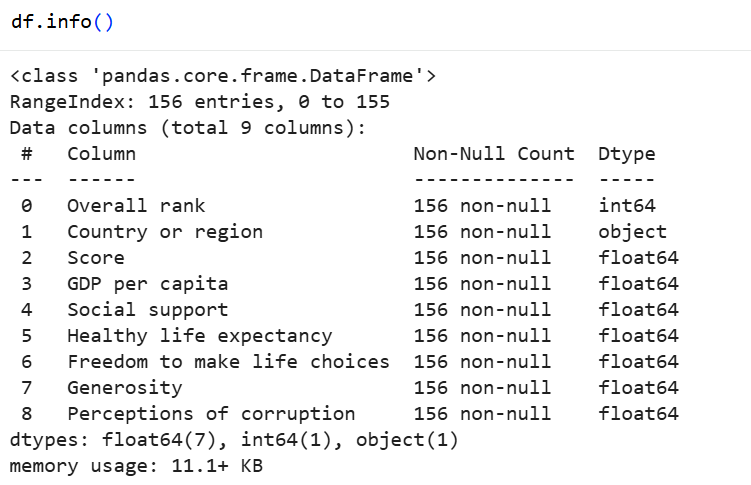 df.info()
<class 'pandas.core.frame.DataFrame'>
RangeIndex: 156 entries, 0 to 155
Data columns (total 9 columns):
 #   Column                        Non-Null Count  Dtype
---  ------                        --------------  -----
 0   Overall rank                  156 non-null    int64
 1   Country or region             156 non-null    object
 2   Score                         156 non-null    float64
 3   GDP per capita                156 non-null    float64
 4   Social support                156 non-null    float64
 5   Healthy life expectancy       156 non-null    float64
 6   Freedom to make life choices  156 non-null    float64
 7   Generosity                    156 non-null    float64
 8   Perceptions of corruption     156 non-null    float64
dtypes: float64(7), int64(1), object(1)
memory usage: 11.1+ KB